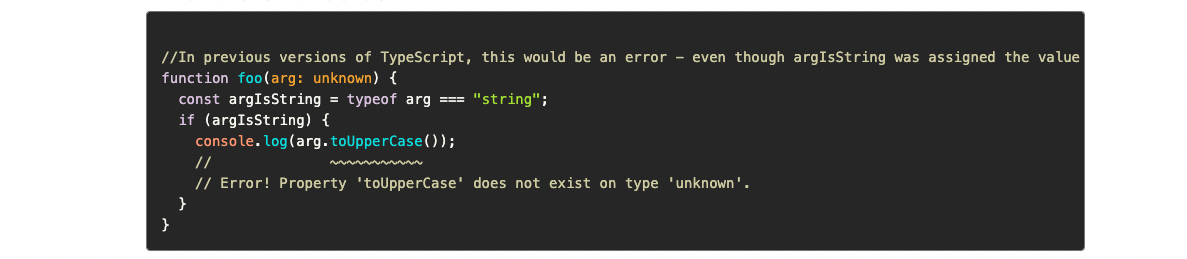 //In previous versions of TypeScript, this would be an error – even though argIsString was assigned the value
function foo(arg: unknown) {
  const argIsString = typeof arg === "string";
  if (argIsString) {
    console.log(arg.toUpperCase());
    //              ~~~~~~~~~~~
    // Error! Property 'toUpperCase' does not exist on type 'unknown'.
  }
}